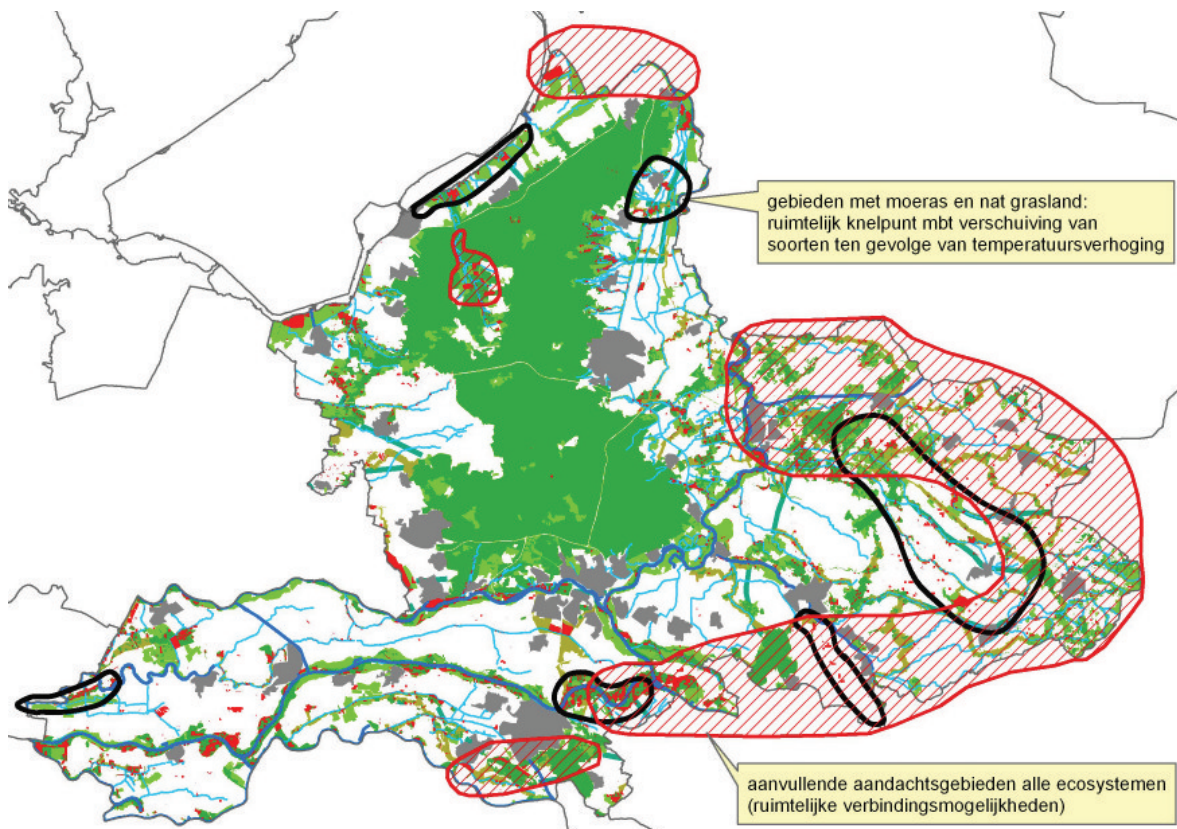 gebieden met moeras en nat grasland:
ruimtelijk knelpunt mbt verschuiving van
soorten ten gevolge van temperatuursverhoging
aanvullende aandachtsgebieden alle ecosystemen
(ruimtelijke verbindingsmogelijkheden)